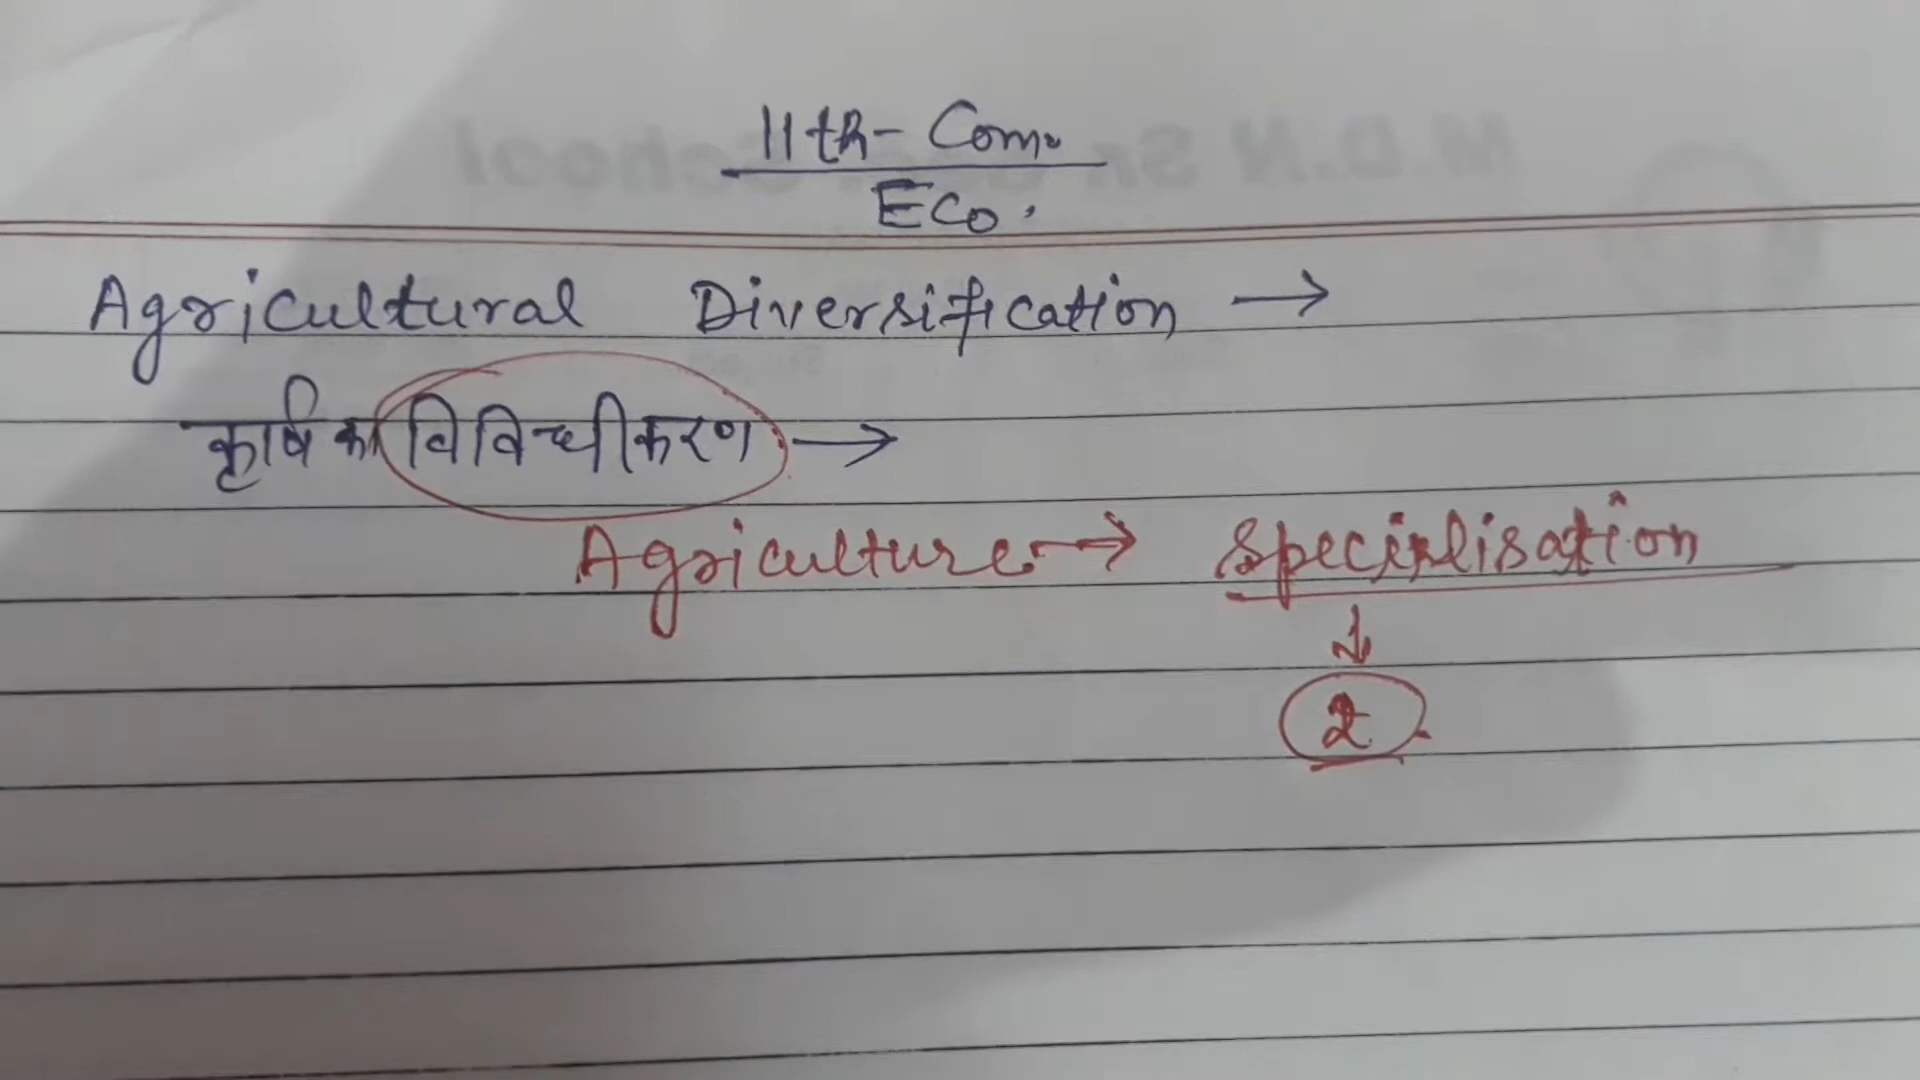 11th - Com.
Eco.
Agricultural Diversification →
कृषि का विविधीकरण →
Agriculture. → Specialisation
↓
2